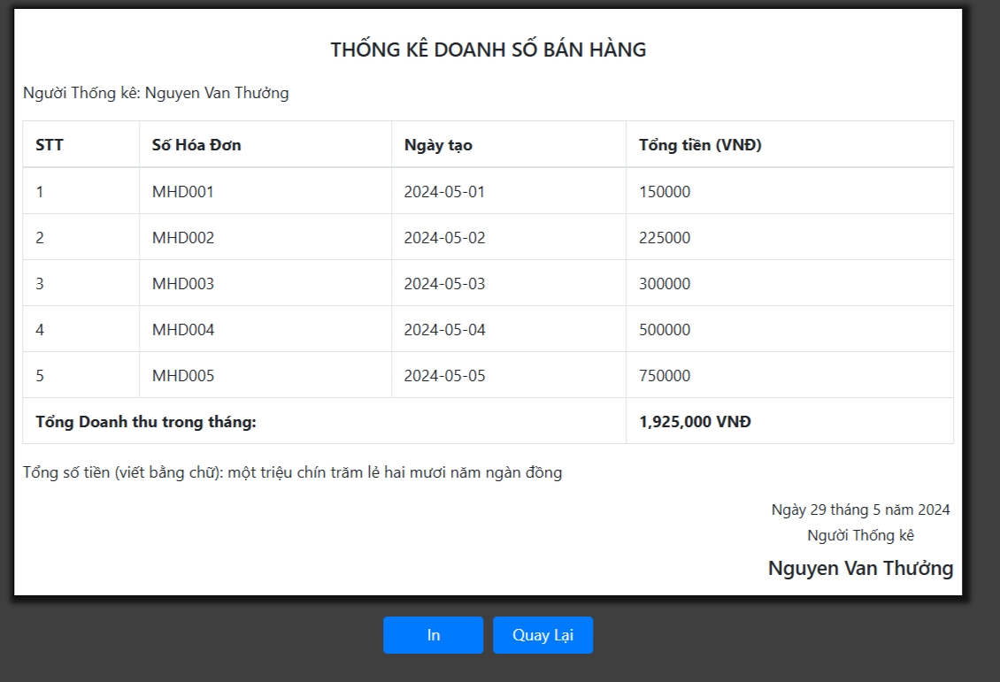 THỐNG KÊ DOANH SỐ BÁN HÀNG
Người Thống kê: Nguyen Van Thưởng
STT Số Hóa Đơn Ngày tạo Tổng tiền (VNĐ)
1 MHD001 2024-05-01 150000
2 MHD002 2024-05-02 225000
3 MHD003 2024-05-03 300000
4 MHD004 2024-05-04 500000
5 MHD005 2024-05-05 750000
Tổng Doanh thu trong tháng: 1,925,000 VNĐ
Tổng số tiền (viết bằng chữ): một triệu chín trăm lẻ hai mươi năm ngàn đồng
Ngày 29 tháng 5 năm 2024
Người Thống kê
Nguyen Van Thưởng
In Quay Lại